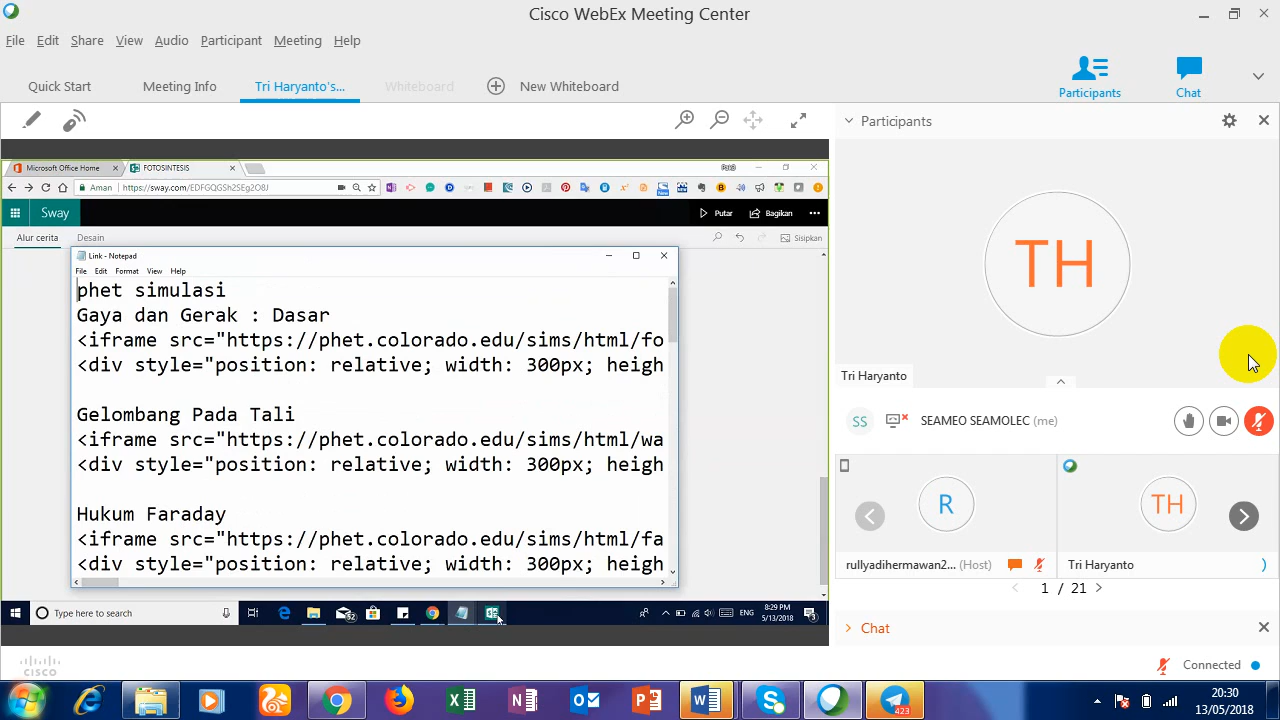 Cisco WebEx Meeting Center
File Edit Share View Audio Participant Meeting Help
Quick Start Meeting Info Tri Haryanto's... Whiteboard New Whiteboard
Participants Chat
Participants
Microsoft Office Home FOTOSINTESIS
Aman https://sway.com/EDFGQGSh2SEg2O8J
Sway Putar Bagikan
Alur cerita Desain Sisipkan
Link - Notepad
File Edit Format View Help
phet simulasi
Gaya dan Gerak : Dasar
<iframe src="https://phet.colorado.edu/sims/html/fo
<div style="position: relative; width: 300px; heigh
Gelombang Pada Tali
<iframe src="https://phet.colorado.edu/sims/html/wa
<div style="position: relative; width: 300px; heigh
Hukum Faraday
<iframe src="https://phet.colorado.edu/sims/html/fa
<div style="position: relative; width: 300px; heigh
Type here to search
ENG
8:29 PM
5/13/2018
TH
Tri Haryanto
SS SEAMEO SEAMOLEC (me)
R TH
rullyadihermawan2... (Host) Tri Haryanto
1 / 21
Chat
cisco
Connected
423
20:30
13/05/2018